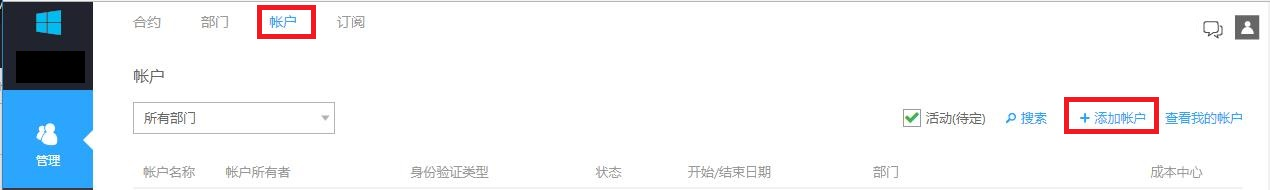 合约 部门 帐户 订阅
帐户
所有部门 活动(待定) 搜索 + 添加帐户 查看我的帐户
管理
帐户名称 帐户所有者 身份验证类型 状态 开始/结束日期 部门 成本中心